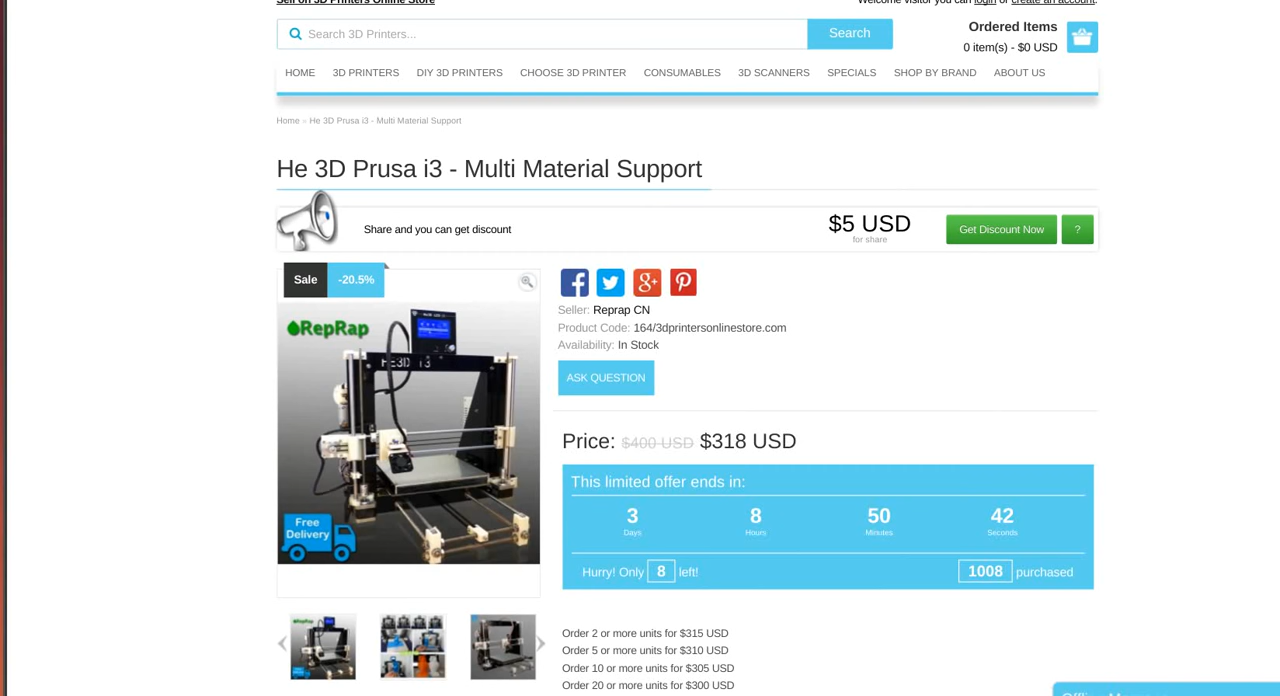 Sell on 3D Printers Online Store
Welcome visitor you can login or create an account.
Search 3D Printers...
Search
Ordered Items
0 item(s) - $0 USD
HOME 3D PRINTERS DIY 3D PRINTERS CHOOSE 3D PRINTER CONSUMABLES 3D SCANNERS SPECIALS SHOP BY BRAND ABOUT US
Home » He 3D Prusa i3 - Multi Material Support
He 3D Prusa i3 - Multi Material Support
Share and you can get discount
$5 USD
for share
Get Discount Now
?
Sale -20.5%
RepRap
HE3D i3
Free
Delivery
Seller: Reprap CN
Product Code: 164/3dprintersonlinestore.com
Availability: In Stock
ASK QUESTION
Price: $400 USD $318 USD
This limited offer ends in:
3 8 50 42
Days Hours Minutes Seconds
Hurry! Only 8 left! 1008 purchased
RepRap
Order 2 or more units for $315 USD
Order 5 or more units for $310 USD
Order 10 or more units for $305 USD
Order 20 or more units for $300 USD